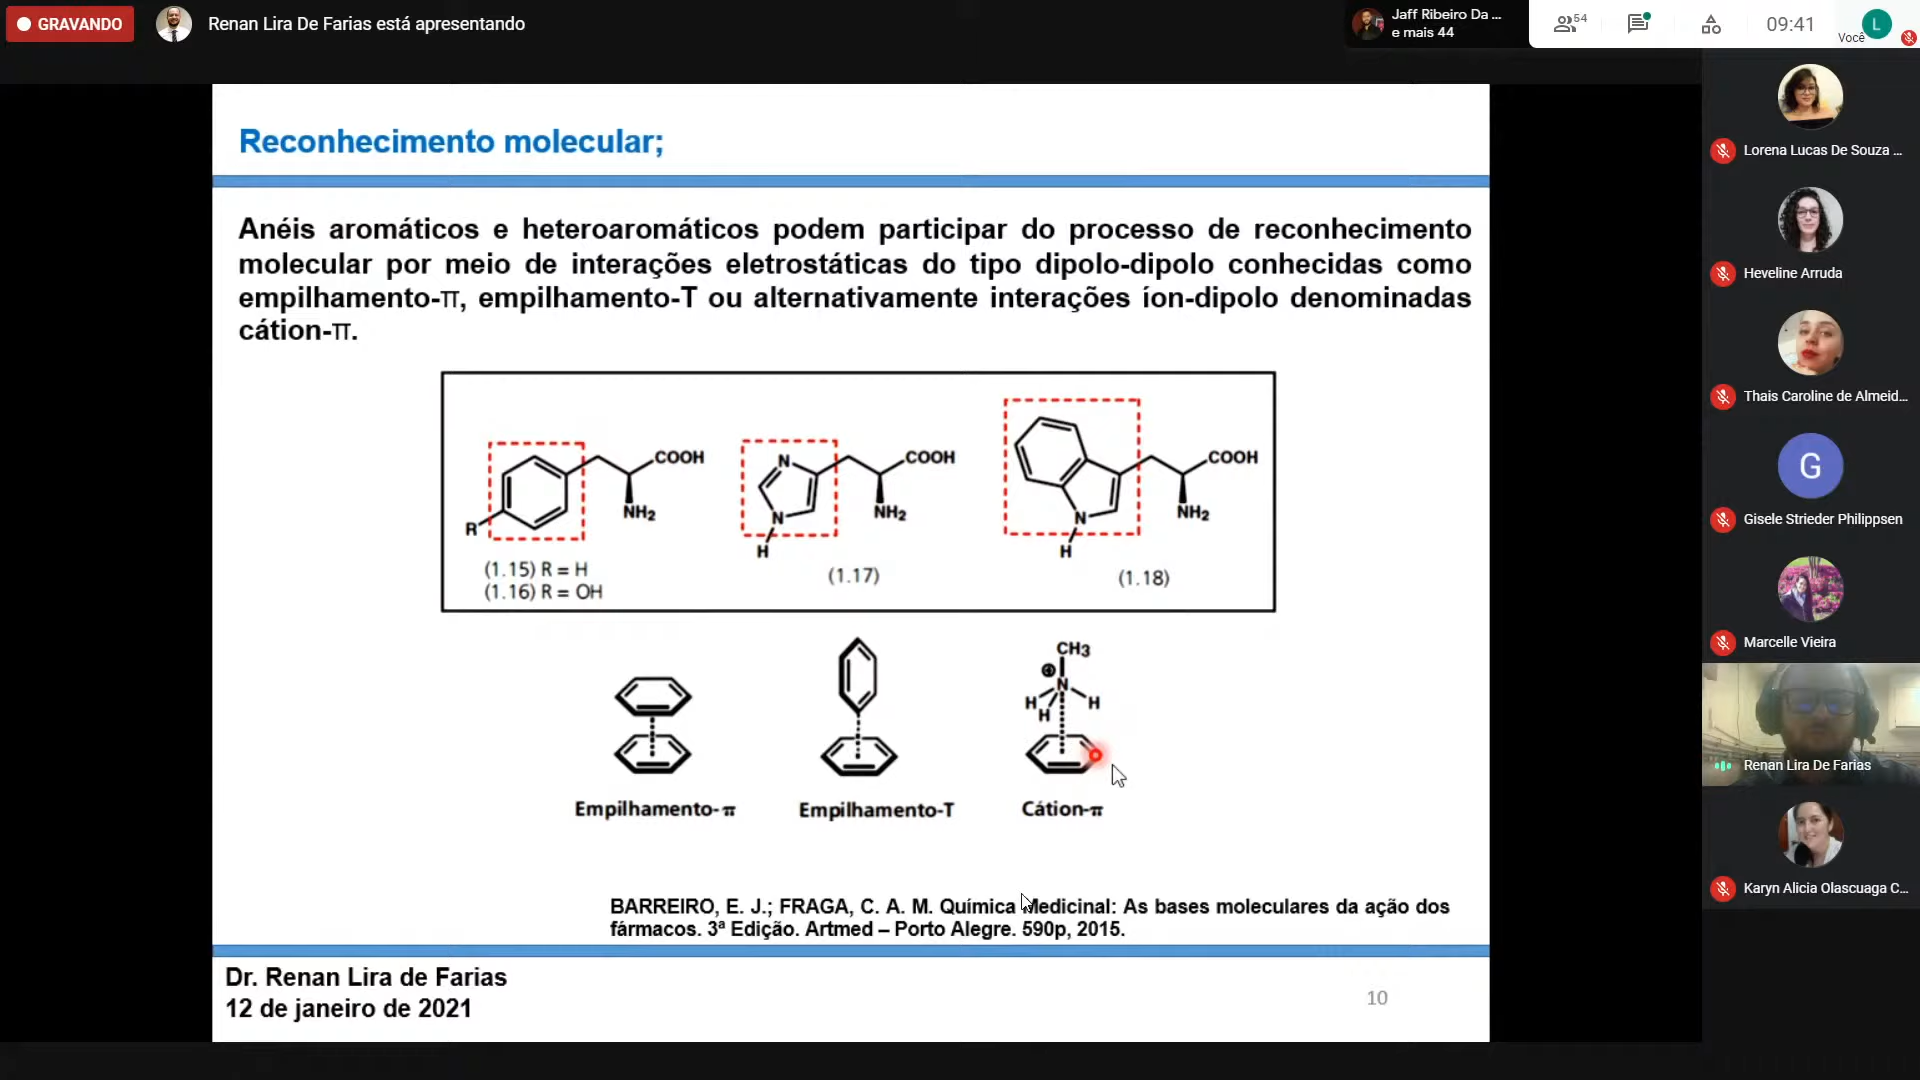 GRAVANDO
Renan Lira De Farias está apresentando
Jaff Ribeiro Da ...
e mais 44
54
09:41
Você
L
Reconhecimento molecular;
Anéis aromáticos e heteroaromáticos podem participar do processo de reconhecimento
molecular por meio de interações eletrostáticas do tipo dipolo-dipolo conhecidas como
empilhamento-π, empilhamento-T ou alternativamente interações íon-dipolo denominadas
cátion-π.
R
COOH
NH2
(1.15) R = H
(1.16) R = OH
N
N
H
COOH
NH2
(1.17)
N
H
COOH
NH2
(1.18)
CH3
⊕
N
H
H
H
Empilhamento-π
Empilhamento-T
Cátion-π
BARREIRO, E. J.; FRAGA, C. A. M. Química Medicinal: As bases moleculares da ação dos
fármacos. 3ª Edição. Artmed – Porto Alegre. 590p, 2015.
Dr. Renan Lira de Farias
12 de janeiro de 2021
10
Lorena Lucas De Souza ...
Heveline Arruda
Thais Caroline de Almeid...
G
Gisele Strieder Philippsen
Marcelle Vieira
Renan Lira De Farias
Karyn Alicia Olascuaga C...